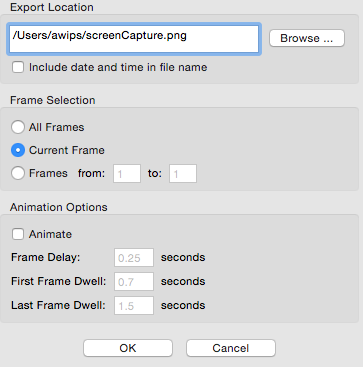 Export Location
/Users/awips/screenCapture.png
Browse ...
Include date and time in file name
Frame Selection
All Frames
Current Frame
Frames from: 1 to: 1
Animation Options
Animate
Frame Delay: 0.25 seconds
First Frame Dwell: 0.7 seconds
Last Frame Dwell: 1.5 seconds
OK Cancel